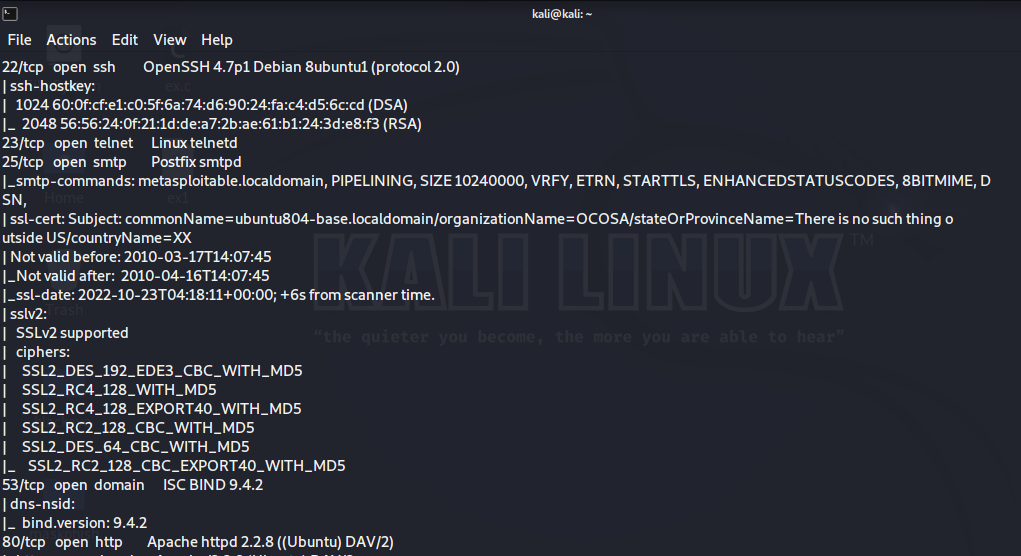 kali@kali: ~
File Actions Edit View Help
22/tcp open ssh OpenSSH 4.7p1 Debian 8ubuntu1 (protocol 2.0)
| ssh-hostkey:
| 1024 60:0f:cf:e1:c0:5f:6a:74:d6:90:24:fa:c4:d5:6c:cd (DSA)
|_ 2048 56:56:24:0f:21:1d:de:a7:2b:ae:61:b1:24:3d:e8:f3 (RSA)
23/tcp open telnet Linux telnetd
25/tcp open smtp Postfix smtpd
|_smtp-commands: metasploitable.localdomain, PIPELINING, SIZE 10240000, VRFY, ETRN, STARTTLS, ENHANCEDSTATUSCODES, 8BITMIME, D
SN,
| ssl-cert: Subject: commonName=ubuntu804-base.localdomain/organizationName=OCOSA/stateOrProvinceName=There is no such thing o
utside US/countryName=XX
| Not valid before: 2010-03-17T14:07:45
|_Not valid after: 2010-04-16T14:07:45
|_ssl-date: 2022-10-23T04:18:11+00:00; +6s from scanner time.
| sslv2:
| SSLv2 supported
| ciphers:
| SSL2_DES_192_EDE3_CBC_WITH_MD5
| SSL2_RC4_128_WITH_MD5
| SSL2_RC4_128_EXPORT40_WITH_MD5
| SSL2_RC2_128_CBC_WITH_MD5
| SSL2_DES_64_CBC_WITH_MD5
|_ SSL2_RC2_128_CBC_EXPORT40_WITH_MD5
53/tcp open domain ISC BIND 9.4.2
| dns-nsid:
|_ bind.version: 9.4.2
80/tcp open http Apache httpd 2.2.8 ((Ubuntu) DAV/2)
KALI LINUX™
"the quieter you become, the more you are able to hear"
ex.c
Home
ex1
Trash